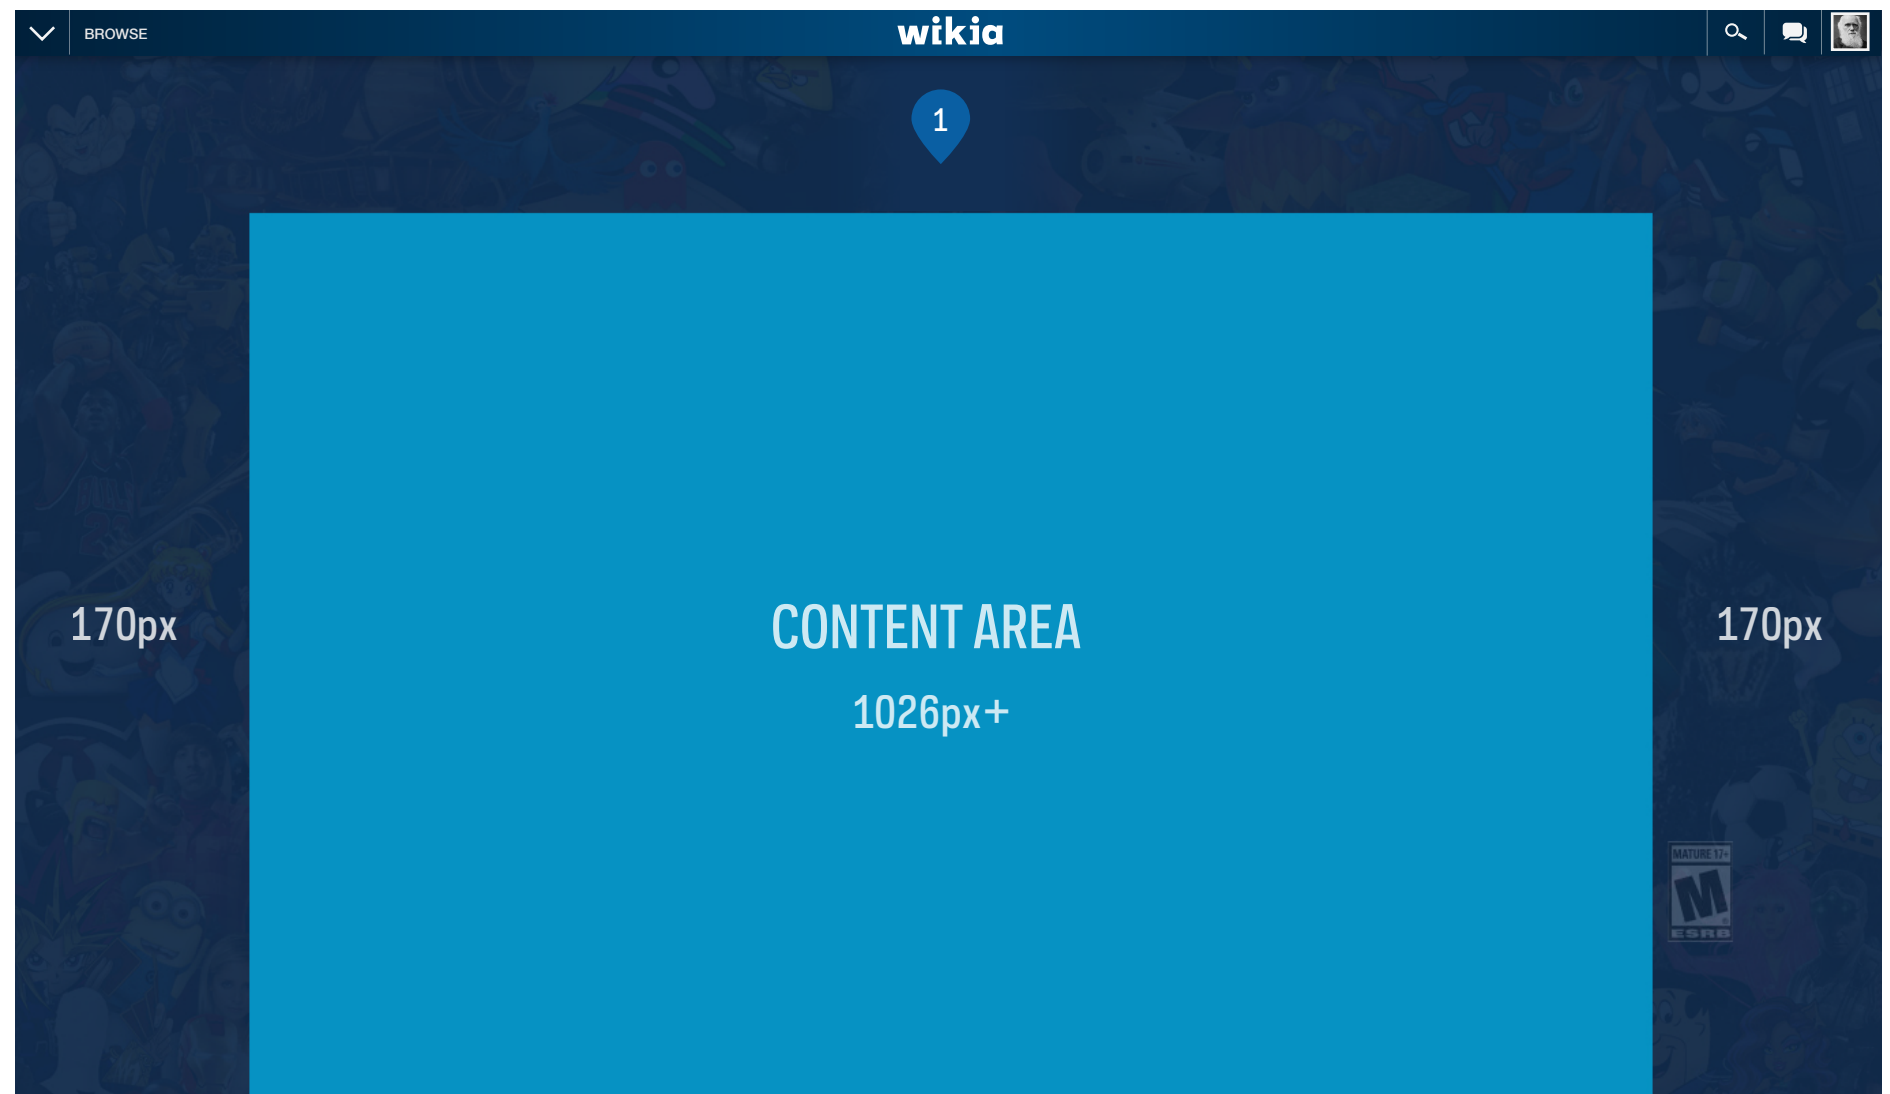 BROWSE
wikia
1
170px
CONTENT AREA
170px
1026px+
MATURE 17+
M
ESRB